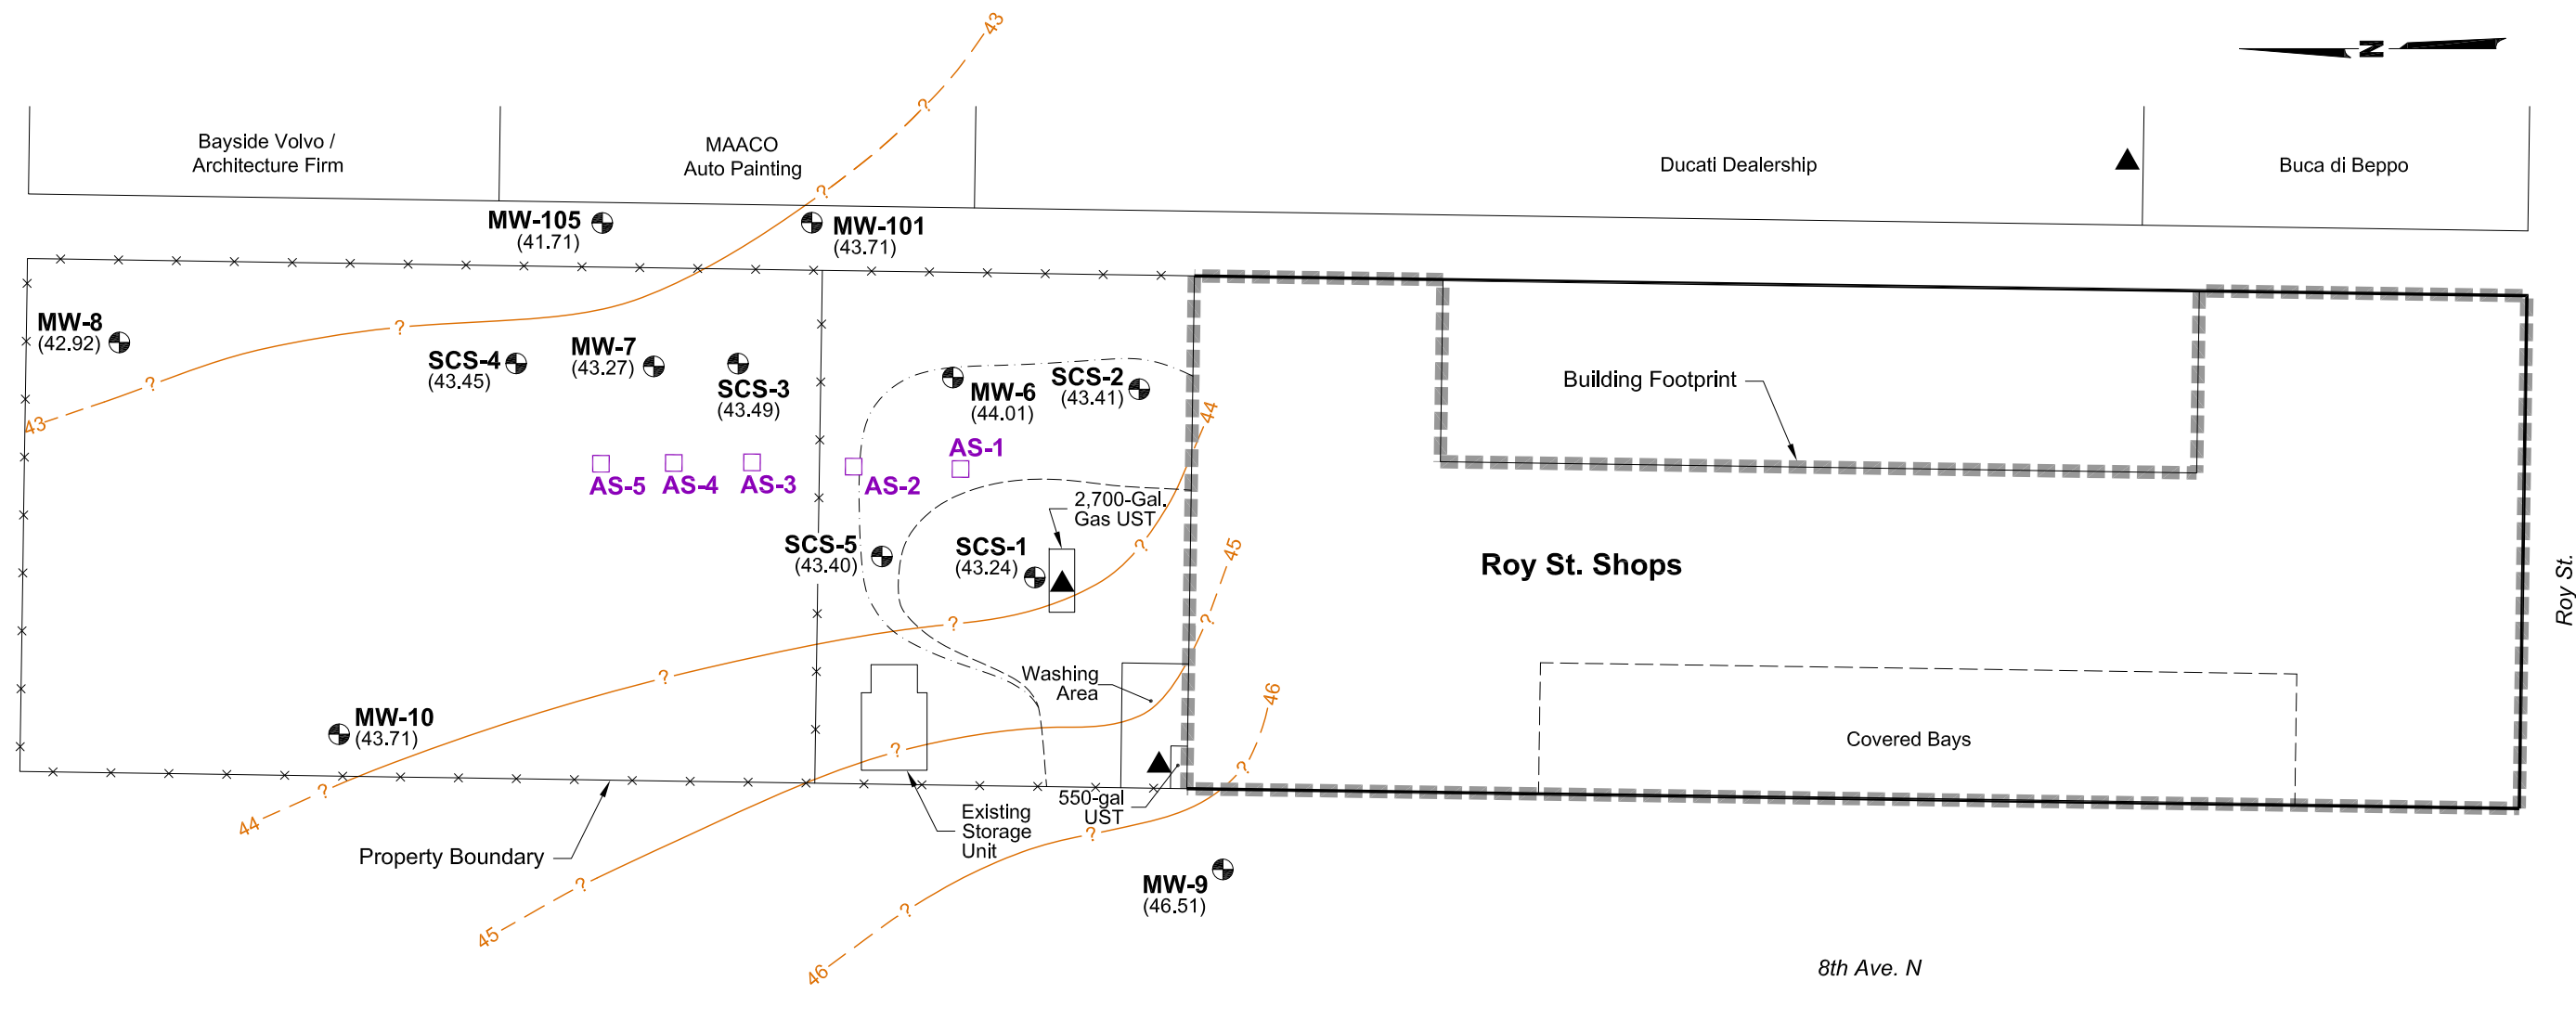 43
N
?
Bayside Volvo /
Architecture Firm
MAACO
Auto Painting
Ducati Dealership
Buca di Beppo
?
MW-105
(41.71)
MW-101
(43.71)
MW-8
(42.92)
?
SCS-4
(43.45)
MW-7
(43.27)
SCS-3
(43.49)
MW-6
(44.01)
SCS-2
(43.41)
Building Footprint
?
43
44
AS-5
AS-4
AS-3
AS-2
AS-1
2,700-Gal.
Gas UST
SCS-5
(43.40)
SCS-1
(43.24)
?
45
Roy St. Shops
Roy St.
?
?
?
Washing
Area
46
MW-10
(43.71)
?
Covered Bays
?
?
44
550-gal
UST
Existing
Storage
Unit
?
Property Boundary
?
MW-9
(46.51)
?
45
46
8th Ave. N